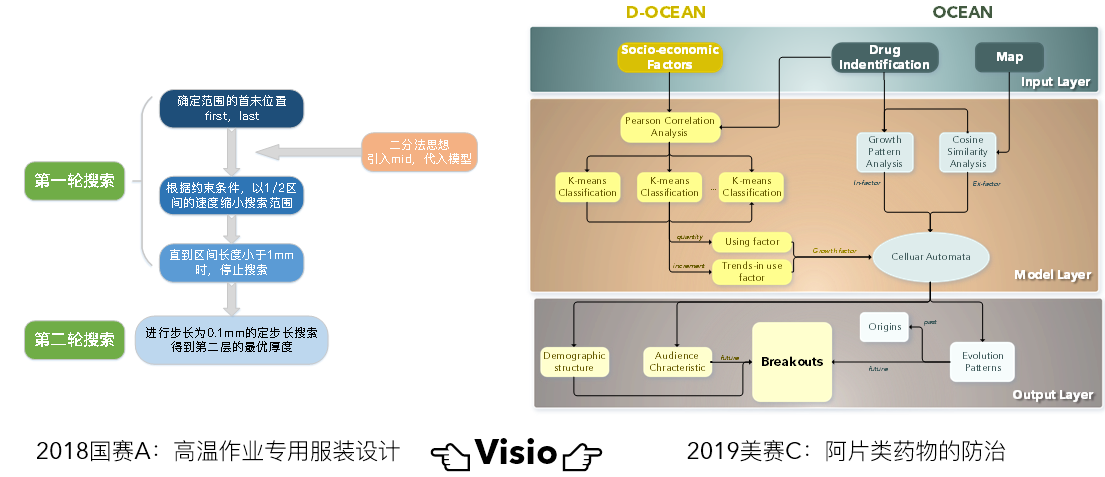 确定范围的首末位置
first，last
二分法思想
引入mid，代入模型
第一轮搜索
根据约束条件，以1/2区
间的速度缩小搜索范围
直到区间长度小于1mm
时，停止搜索
第二轮搜索
进行步长为0.1mm的定步长搜索
得到第二层的最优厚度
D-OCEAN
OCEAN
Socio-economic
Factors
Drug
Indentification
Map
Input Layer
Pearson Correlation
Analysis
Growth
Pattern
Analysis
Cosine
Similarity
Analysis
K-means
Classification
K-means
Classification
...
K-means
Classification
In-factor
Ex-factor
quantity
Using factor
increment
Trends-in use
factor
Growth factor
Celluar Automata
Model Layer
Demographic
structure
Audience
Chracteristic
future
Breakouts
Origins
past
future
Evolution
Patterns
Output Layer
2018国赛A：高温作业专用服装设计
Visio
2019美赛C：阿片类药物的防治